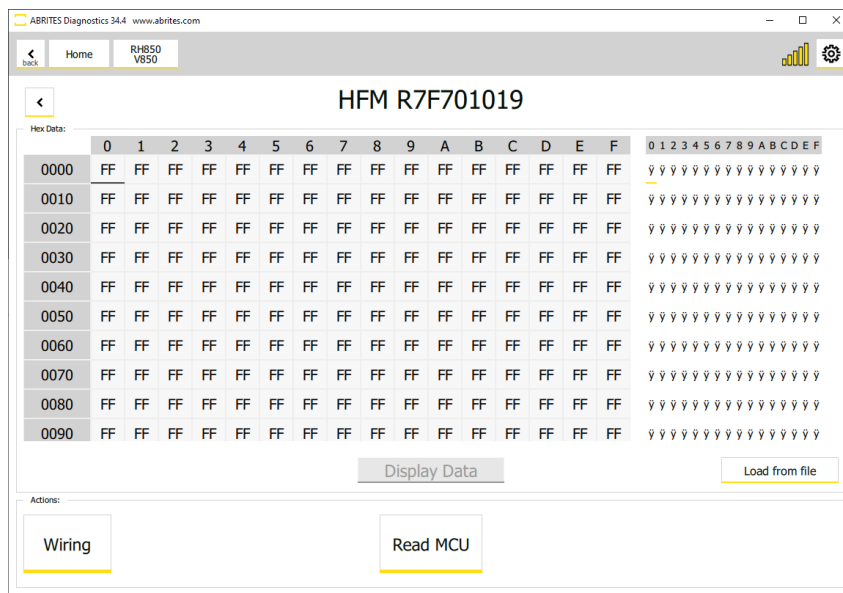 ABRITES Diagnostics 34.4 www.abrites.com
back
Home
RH850
V850
HFM R7F701019
Hex Data:
0 1 2 3 4 5 6 7 8 9 A B C D E F 0 1 2 3 4 5 6 7 8 9 A B C D E F
0000 FF FF FF FF FF FF FF FF FF FF FF FF FF FF FF FF ÿ ÿ ÿ ÿ ÿ ÿ ÿ ÿ ÿ ÿ ÿ ÿ ÿ ÿ ÿ ÿ
0010 FF FF FF FF FF FF FF FF FF FF FF FF FF FF FF FF ÿ ÿ ÿ ÿ ÿ ÿ ÿ ÿ ÿ ÿ ÿ ÿ ÿ ÿ ÿ ÿ
0020 FF FF FF FF FF FF FF FF FF FF FF FF FF FF FF FF ÿ ÿ ÿ ÿ ÿ ÿ ÿ ÿ ÿ ÿ ÿ ÿ ÿ ÿ ÿ ÿ
0030 FF FF FF FF FF FF FF FF FF FF FF FF FF FF FF FF ÿ ÿ ÿ ÿ ÿ ÿ ÿ ÿ ÿ ÿ ÿ ÿ ÿ ÿ ÿ ÿ
0040 FF FF FF FF FF FF FF FF FF FF FF FF FF FF FF FF ÿ ÿ ÿ ÿ ÿ ÿ ÿ ÿ ÿ ÿ ÿ ÿ ÿ ÿ ÿ ÿ
0050 FF FF FF FF FF FF FF FF FF FF FF FF FF FF FF FF ÿ ÿ ÿ ÿ ÿ ÿ ÿ ÿ ÿ ÿ ÿ ÿ ÿ ÿ ÿ ÿ
0060 FF FF FF FF FF FF FF FF FF FF FF FF FF FF FF FF ÿ ÿ ÿ ÿ ÿ ÿ ÿ ÿ ÿ ÿ ÿ ÿ ÿ ÿ ÿ ÿ
0070 FF FF FF FF FF FF FF FF FF FF FF FF FF FF FF FF ÿ ÿ ÿ ÿ ÿ ÿ ÿ ÿ ÿ ÿ ÿ ÿ ÿ ÿ ÿ ÿ
0080 FF FF FF FF FF FF FF FF FF FF FF FF FF FF FF FF ÿ ÿ ÿ ÿ ÿ ÿ ÿ ÿ ÿ ÿ ÿ ÿ ÿ ÿ ÿ ÿ
0090 FF FF FF FF FF FF FF FF FF FF FF FF FF FF FF FF ÿ ÿ ÿ ÿ ÿ ÿ ÿ ÿ ÿ ÿ ÿ ÿ ÿ ÿ ÿ ÿ
Display Data
Load from file
Actions:
Wiring
Read MCU